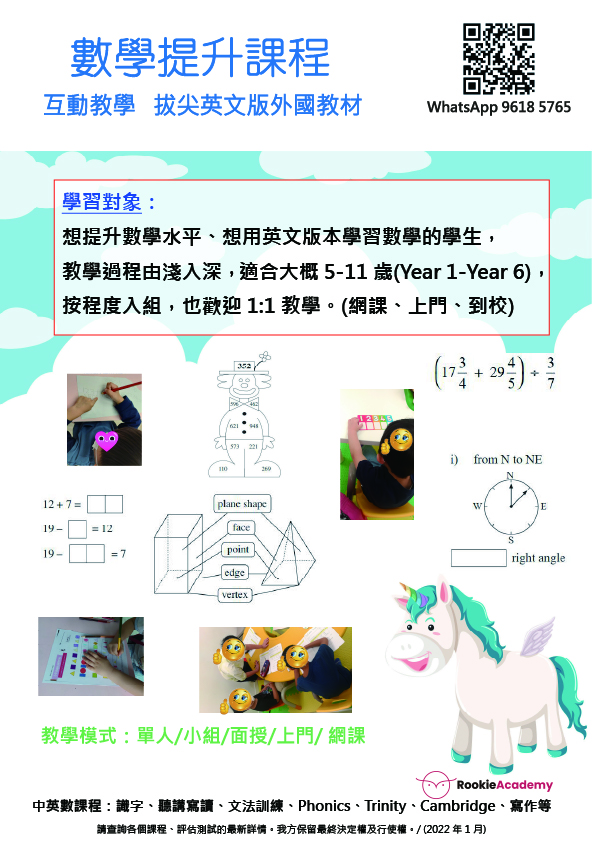 數學提升課程
互動教學 拔尖英文版外國教材
WhatsApp 9618 5765
學習對象：
想提升數學水平、想用英文版本學習數學的學生，
教學過程由淺入深，適合大概 5-11 歲(Year 1-Year 6)，
按程度入組，也歡迎 1:1 教學。(網課、上門、到校)
352
596 462
621 948
573 221
110 269
(17 3/4 + 29 4/5) ÷ 3/7
1 2 3 4 5
i) from N to NE
N
W E
S
right angle
12 + 7 =
19 – = 12
19 – = 7
plane shape
face
point
edge
vertex
教學模式：單人/小組/面授/上門/ 網課
RookieAcademy
中英數課程：識字、聽講寫讀、文法訓練、Phonics、Trinity、Cambridge、寫作等
請查詢各個課程、評估測試的最新詳情。我方保留最終決定權及行使權。/ (2022 年 1 月)